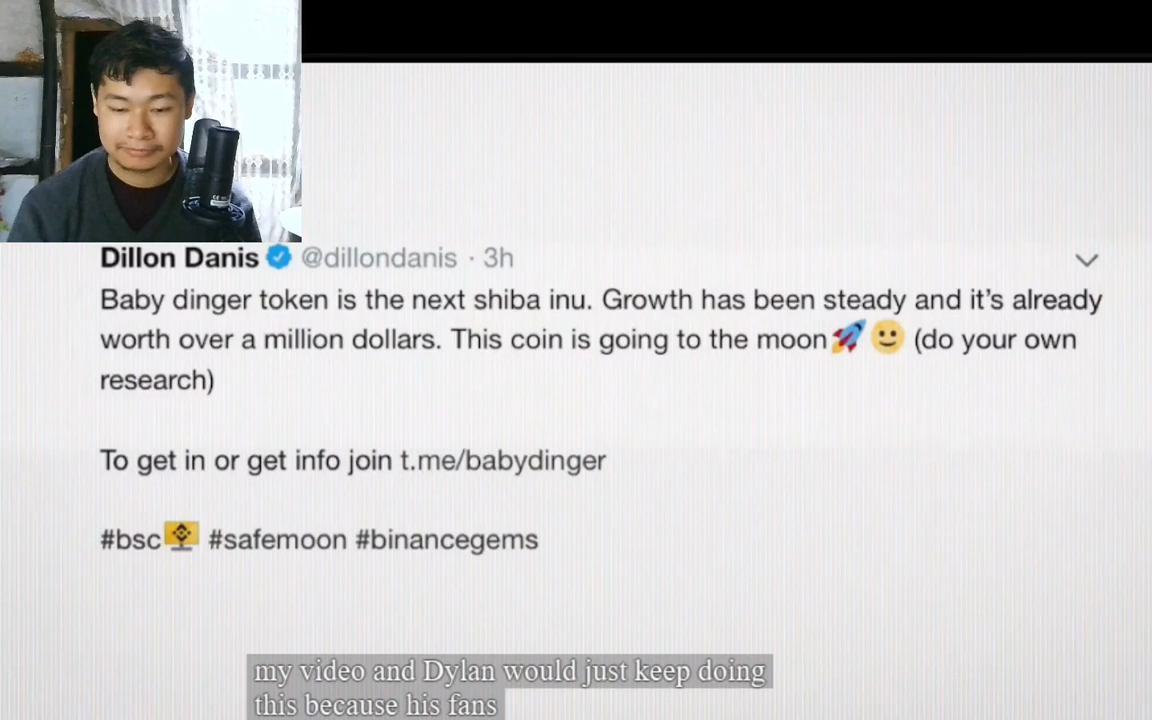 Dillon Danis @dillondanis · 3h
Baby dinger token is the next shiba inu. Growth has been steady and it's already
worth over a million dollars. This coin is going to the moon🚀🙂 (do your own
research)
To get in or get info join t.me/babydinger
#bsc #safemoon #binancegems
my video and Dylan would just keep doing
this because his fans